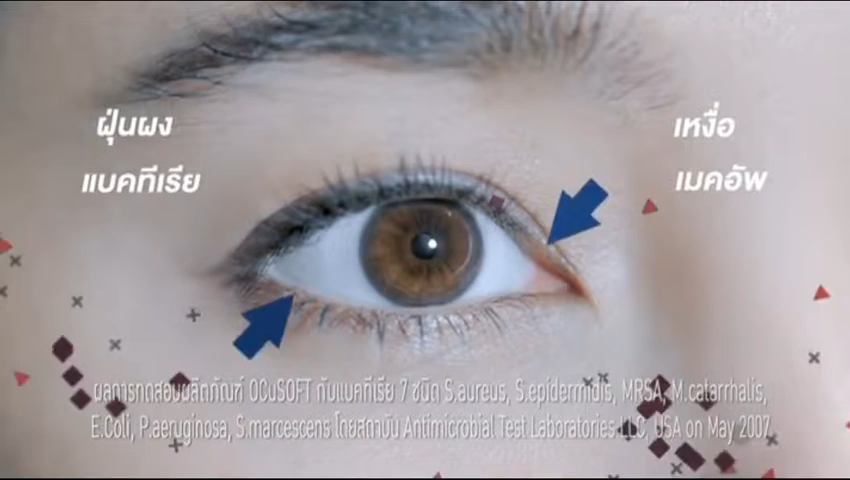 ฝุ่นผง
แบคทีเรีย
เหงื่อ
เมคอัพ
ผลการทดสอบผลิตภัณฑ์ OCuSOFT กับแบคทีเรีย 7 ชนิด S.aureus, S.epidermidis, MRSA, M.catarrhalis,
E.Coli, P.aeruginosa, S.marcescens โดยสถาบัน Antimicrobial Test Laboratories LLC, USA on May 2007